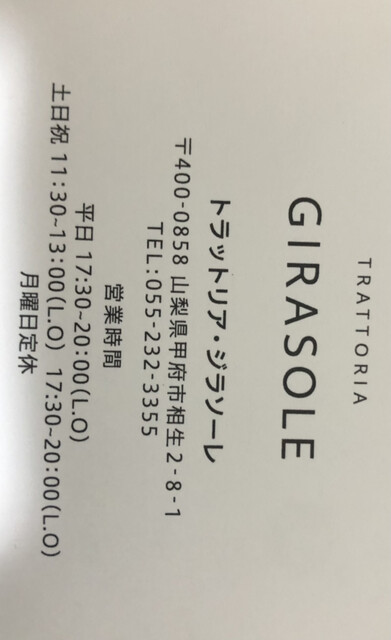 TRATTORIA
GIRASOLE
トラットリア・ジラソーレ
〒400-0858 山梨県甲府市相生2-8-1
TEL:055-232-3355
営業時間
平日 17:30~20:00(L.O)
土日祝 11:30~13:00(L.O) 17:30~20:00(L.O)
月曜日定休